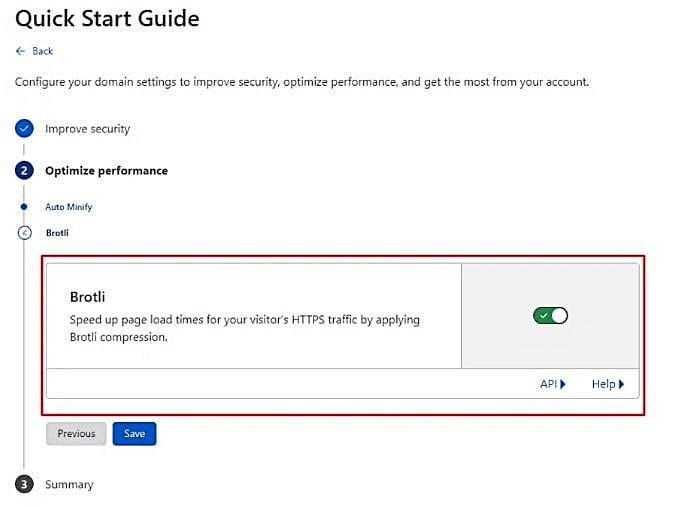 Quick Start Guide
Back
Configure your domain settings to improve security, optimize performance, and get the most from your account.
Improve security
2 Optimize performance
Auto Minify
Brotli
Brotli
Speed up page load times for your visitor's HTTPS traffic by applying
Brotli compression.
API Help
Previous Save
3 Summary